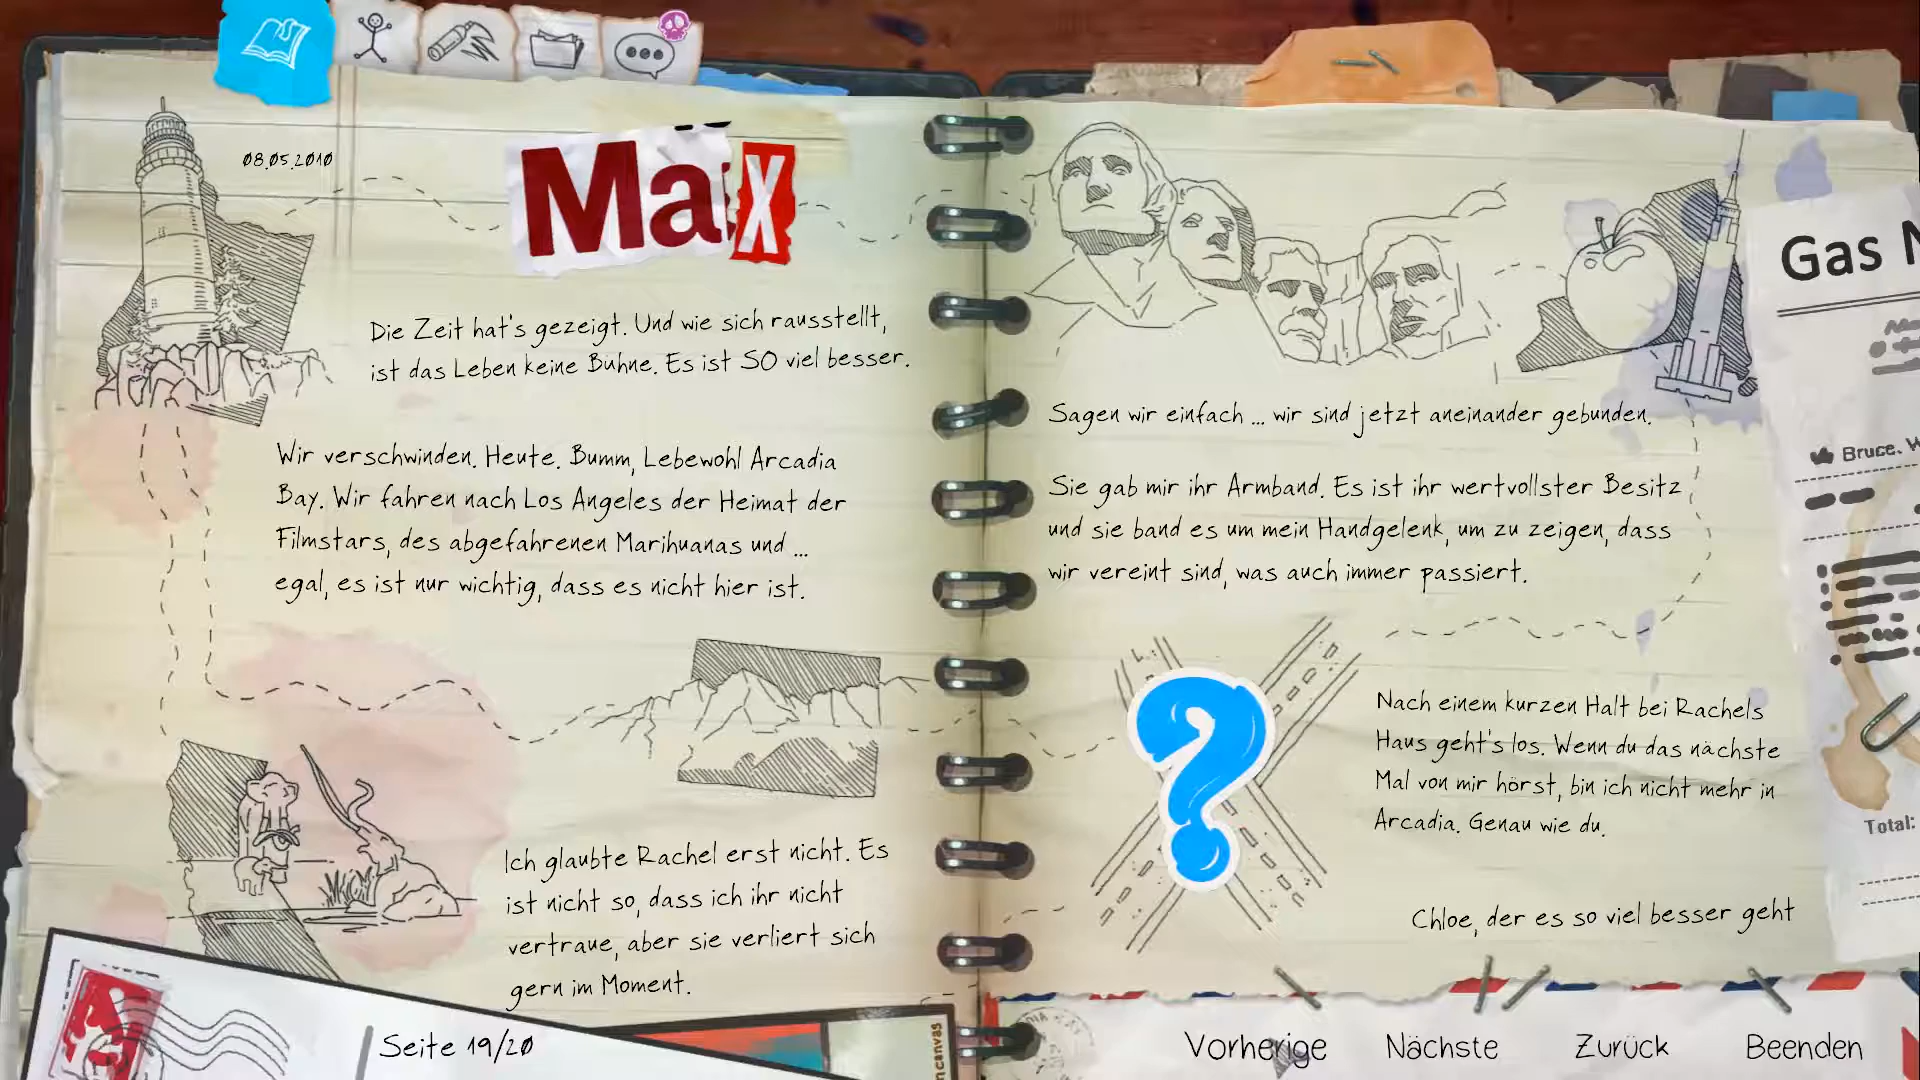 08.05.2010
Max
Die Zeit hat's gezeigt. Und wie sich rausstellt,
ist das Leben keine Bühne. Es ist SO viel besser.
Wir verschwinden. Heute. Bumm, Lebewohl Arcadia
Bay. Wir fahren nach Los Angeles der Heimat der
Filmstars, des abgefahrenen Marihuanas und ...
egal, es ist nur wichtig, dass es nicht hier ist.
Ich glaubte Rachel erst nicht. Es
ist nicht so, dass ich ihr nicht
vertraue, aber sie verliert sich
gern im Moment.
Seite 19/20
Sagen wir einfach ... wir sind jetzt aneinander gebunden.
Sie gab mir ihr Armband. Es ist ihr wertvollster Besitz
und sie band es um mein Handgelenk, um zu zeigen, dass
wir vereint sind, was auch immer passiert.
Nach einem kurzen Halt bei Rachels
Haus geht's los. Wenn du das nächste
Mal von mir hörst, bin ich nicht mehr in
Arcadia. Genau wie du.
Chloe, der es so viel besser geht
Gas
Bruce.
Total:
Vorherige
Nächste
Zurück
Beenden